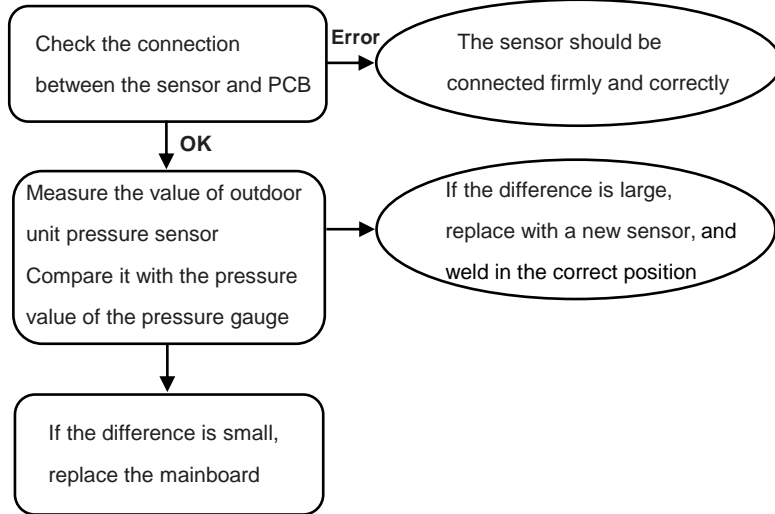 Check the connection
between the sensor and PCB
Error
The sensor should be
connected firmly and correctly
OK
Measure the value of outdoor
unit pressure sensor
Compare it with the pressure
value of the pressure gauge
If the difference is large,
replace with a new sensor, and
weld in the correct position
If the difference is small,
replace the mainboard